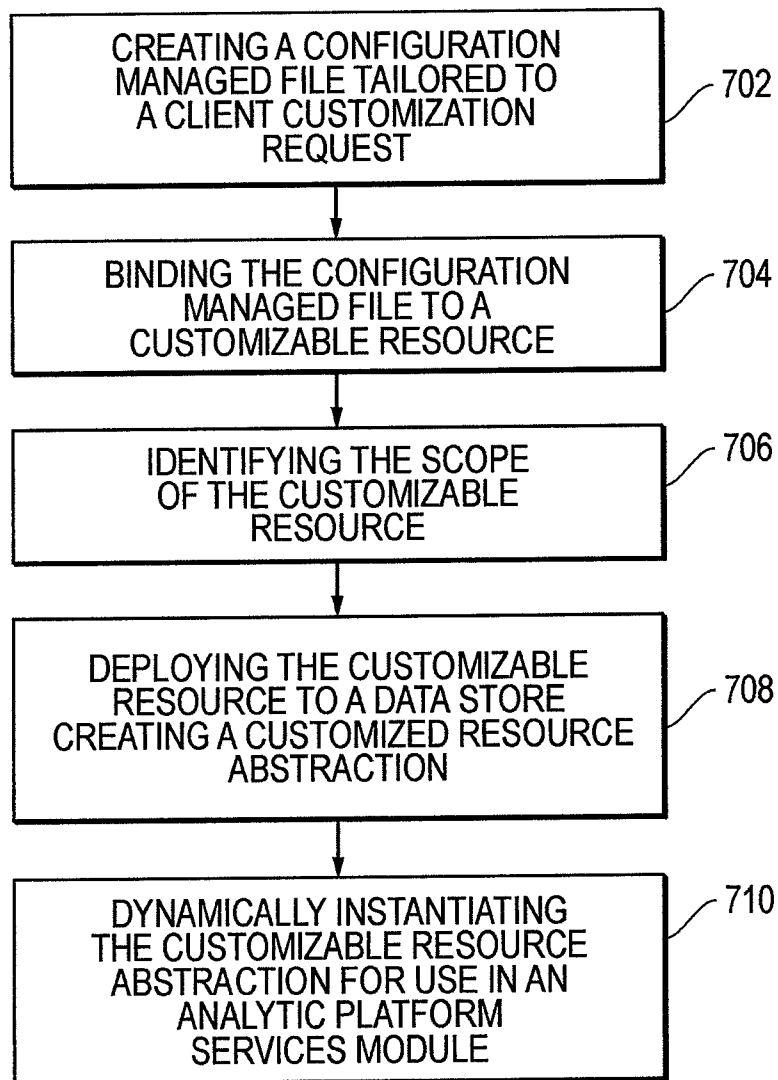 CREATING A CONFIGURATION
MANAGED FILE TAILORED TO
A CLIENT CUSTOMIZATION
REQUEST
702
BINDING THE CONFIGURATION
MANAGED FILE TO A
CUSTOMIZABLE RESOURCE
704
IDENTIFYING THE SCOPE
OF THE CUSTOMIZABLE
RESOURCE
706
DEPLOYING THE CUSTOMIZABLE
RESOURCE TO A DATA STORE
CREATING A CUSTOMIZED RESOURCE
ABSTRACTION
708
DYNAMICALLY INSTANTIATING
THE CUSTOMIZABLE RESOURCE
ABSTRACTION FOR USE IN AN
ANALYTIC PLATFORM
SERVICES MODULE
710